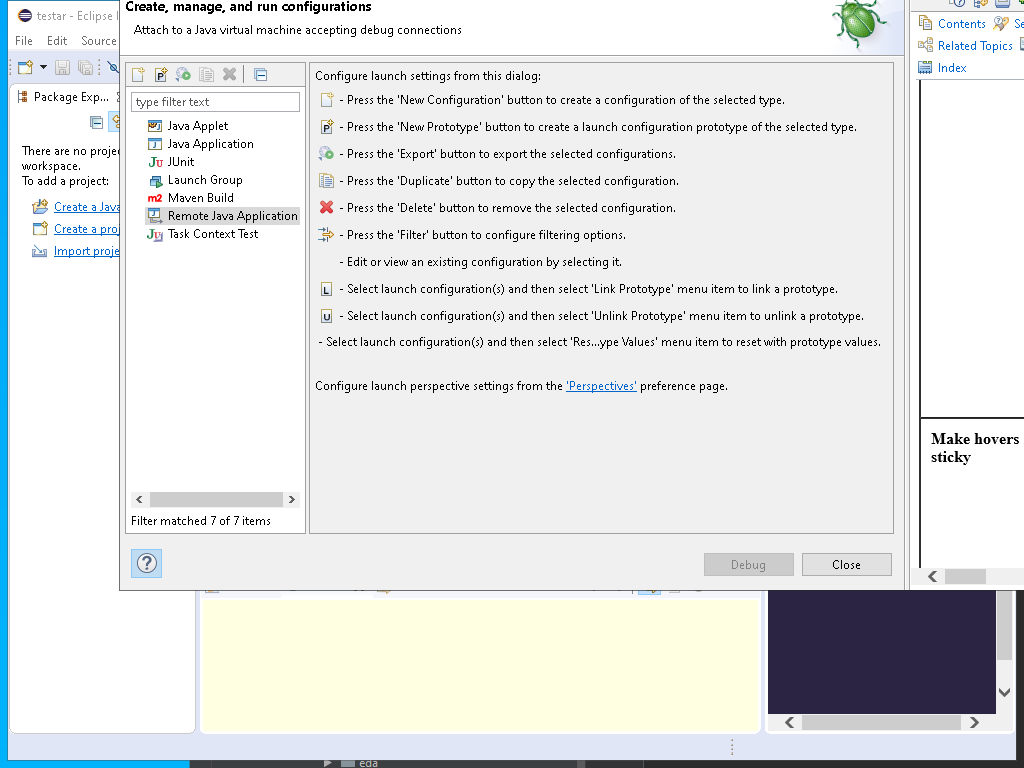 testar - Eclipse I
Create, manage, and run configurations
Attach to a Java virtual machine accepting debug connections
File Edit Source
Contents
Related Topics
Index
Package Exp...
type filter text
Java Applet
Java Application
JUnit
Launch Group
m2 Maven Build
Remote Java Application
Task Context Test
Filter matched 7 of 7 items
There are no proje
workspace.
To add a project:
Create a Java
Create a proj
Import proje
Configure launch settings from this dialog:
- Press the 'New Configuration' button to create a configuration of the selected type.
- Press the 'New Prototype' button to create a launch configuration prototype of the selected type.
- Press the 'Export' button to export the selected configurations.
- Press the 'Duplicate' button to copy the selected configuration.
- Press the 'Delete' button to remove the selected configuration.
- Press the 'Filter' button to configure filtering options.
- Edit or view an existing configuration by selecting it.
L - Select launch configuration(s) and then select 'Link Prototype' menu item to link a prototype.
U - Select launch configuration(s) and then select 'Unlink Prototype' menu item to unlink a prototype.
- Select launch configuration(s) and then select 'Res...ype Values' menu item to reset with prototype values.
Configure launch perspective settings from the 'Perspectives' preference page.
Make hovers
sticky
?
Debug
Close
eda